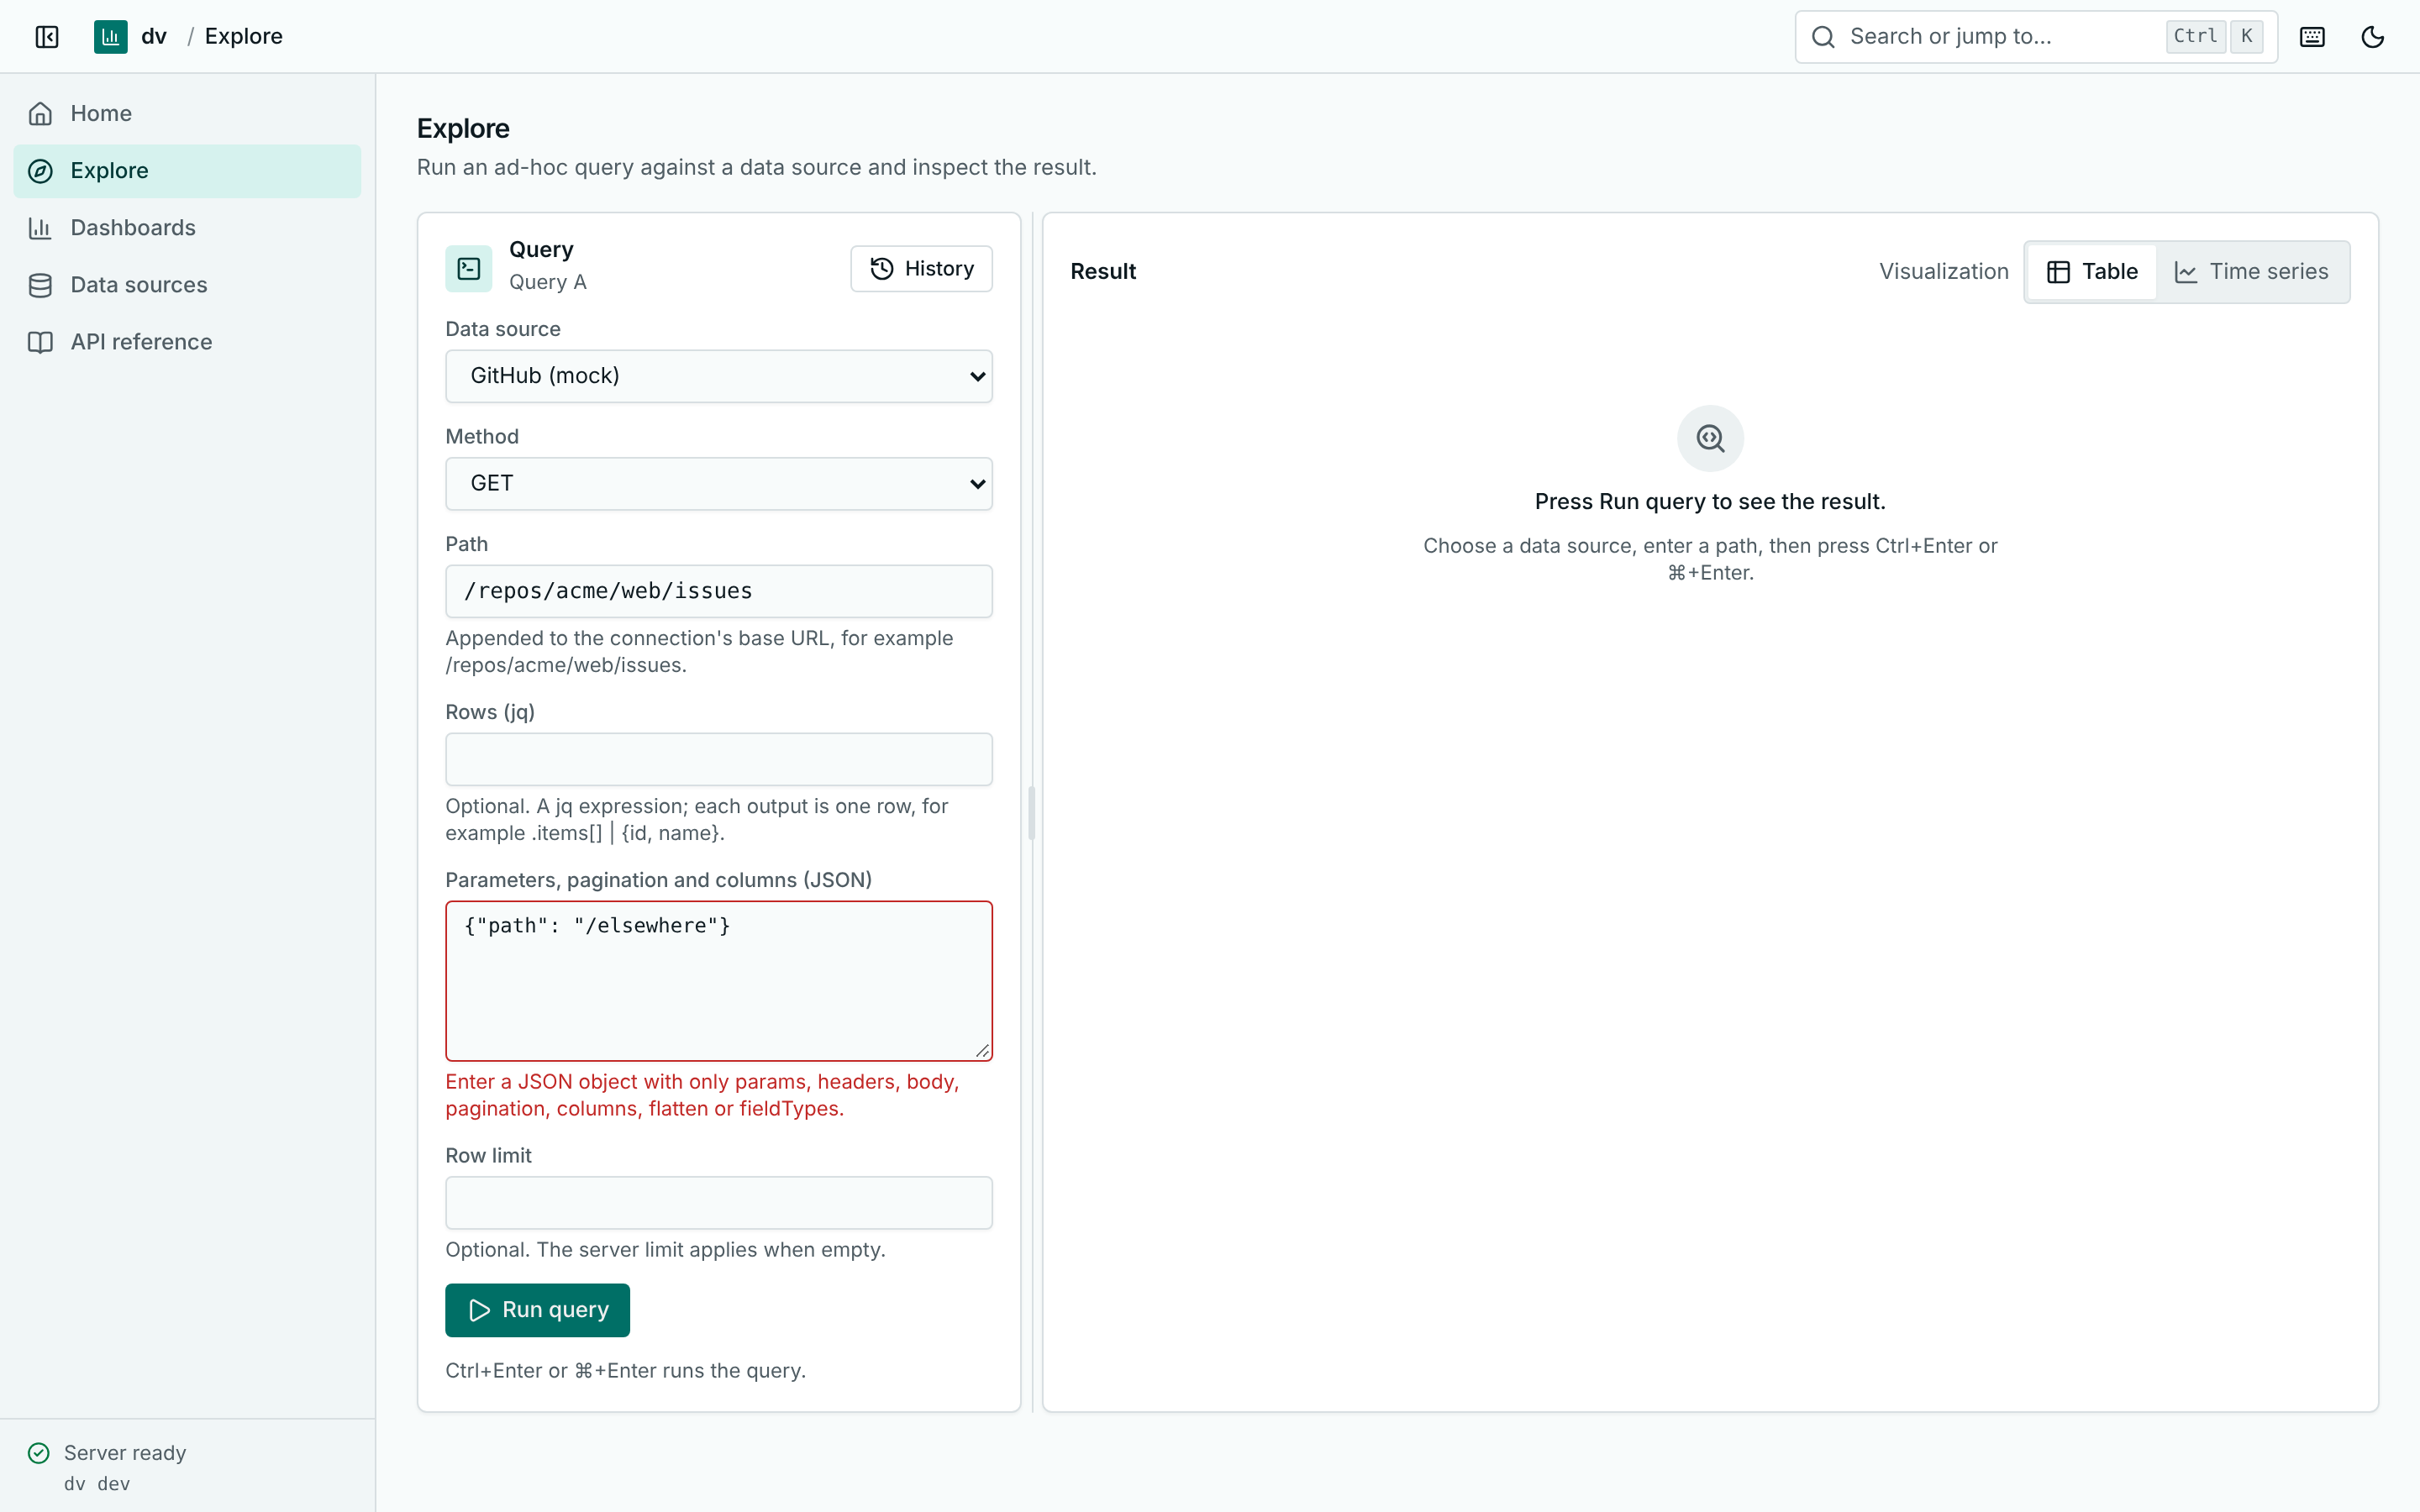 dv / Explore
Search or jump to... Ctrl K
Home
Explore
Dashboards
Data sources
API reference
Explore
Run an ad-hoc query against a data source and inspect the result.
Query
Query A
History
Data source
GitHub (mock)
Method
GET
Path
/repos/acme/web/issues
Appended to the connection's base URL, for example
/repos/acme/web/issues.
Rows (jq)
Optional. A jq expression; each output is one row, for
example .items[] | {id, name}.
Parameters, pagination and columns (JSON)
{"path": "/elsewhere"}
Enter a JSON object with only params, headers, body,
pagination, columns, flatten or fieldTypes.
Row limit
Optional. The server limit applies when empty.
Run query
Ctrl+Enter or ⌘+Enter runs the query.
Result
Visualization Table Time series
Press Run query to see the result.
Choose a data source, enter a path, then press Ctrl+Enter or
⌘+Enter.
Server ready
dv dev